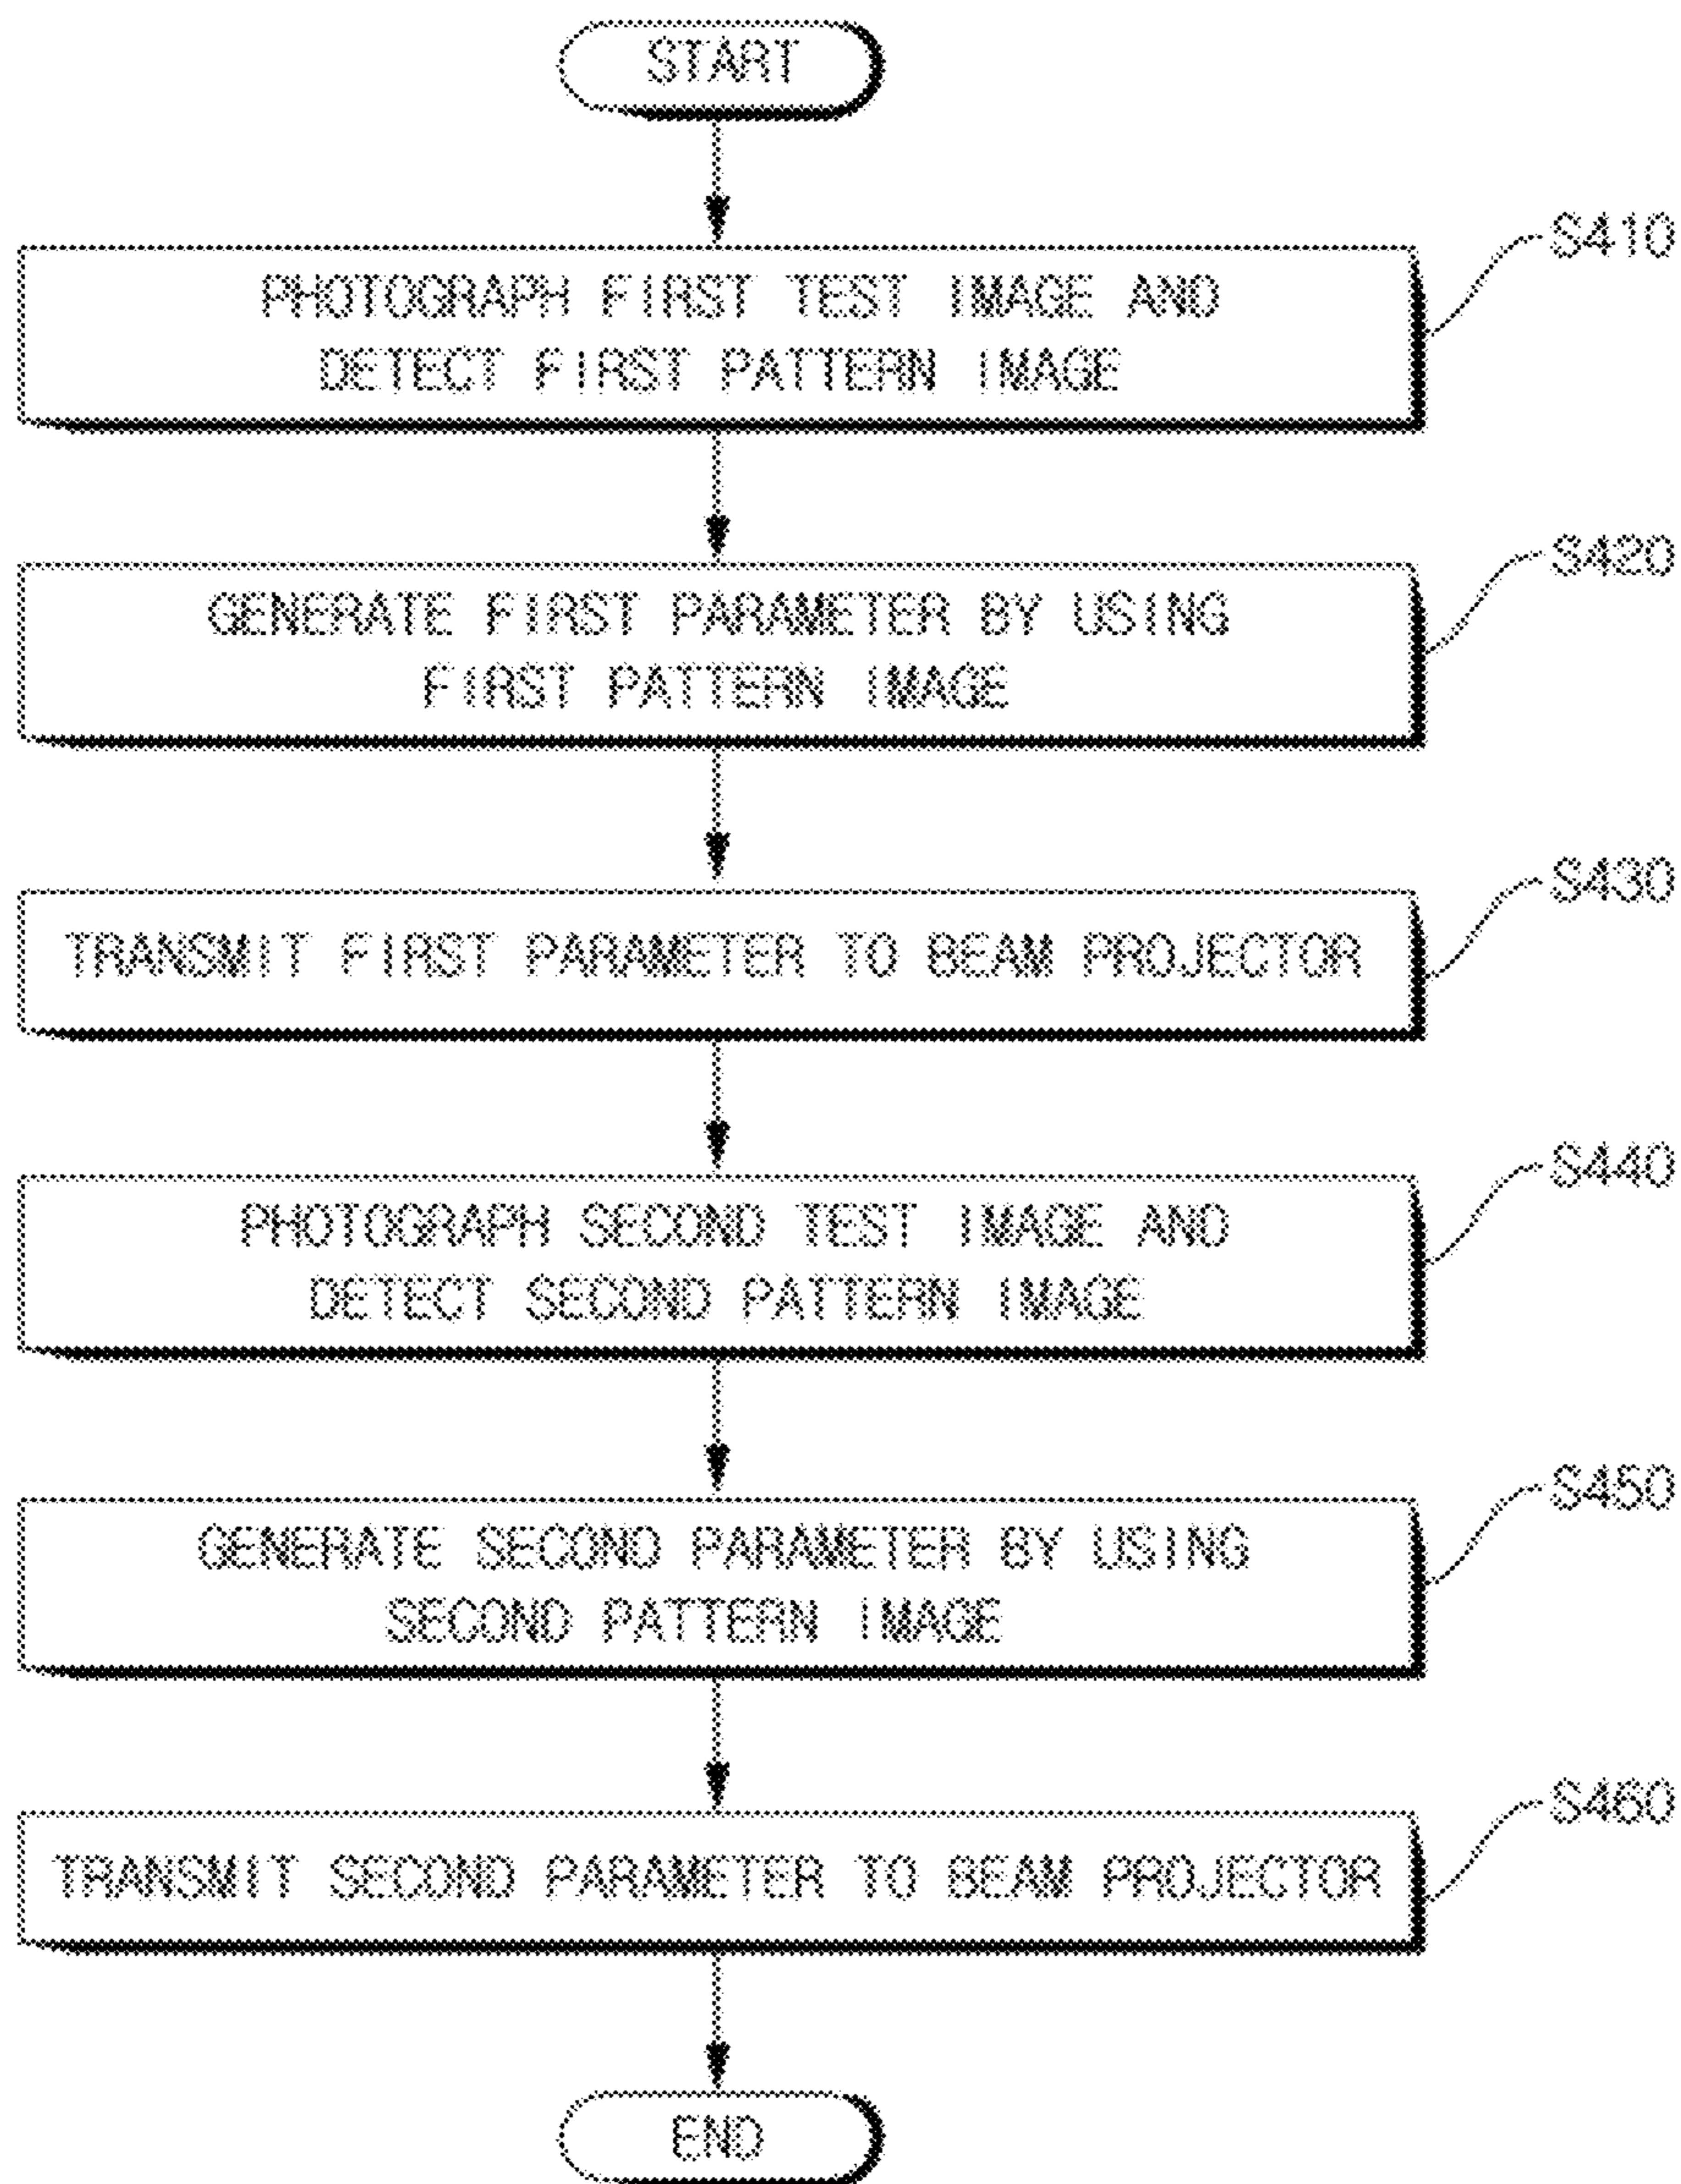 START
S410
PHOTOGRAPH FIRST TEST IMAGE AND
DETECT FIRST PATTERN IMAGE
S420
GENERATE FIRST PARAMETER BY USING
FIRST PATTERN IMAGE
S430
TRANSMIT FIRST PARAMETER TO BEAM PROJECTOR
S440
PHOTOGRAPH SECOND TEST IMAGE AND
DETECT SECOND PATTERN IMAGE
S450
GENERATE SECOND PARAMETER BY USING
SECOND PATTERN IMAGE
S460
TRANSMIT SECOND PARAMETER TO BEAM PROJECTOR
END